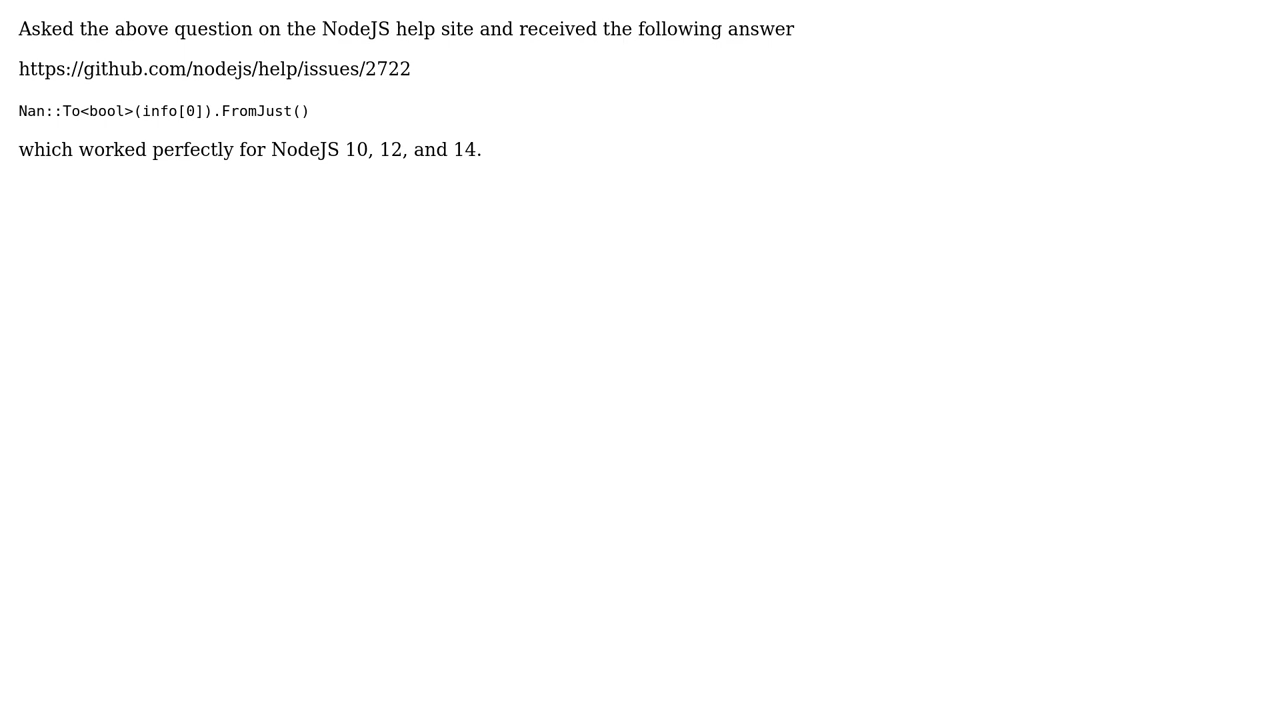 Asked the above question on the NodeJS help site and received the following answer
https://github.com/nodejs/help/issues/2722
Nan::To<bool>(info[0]).FromJust()
which worked perfectly for NodeJS 10, 12, and 14.